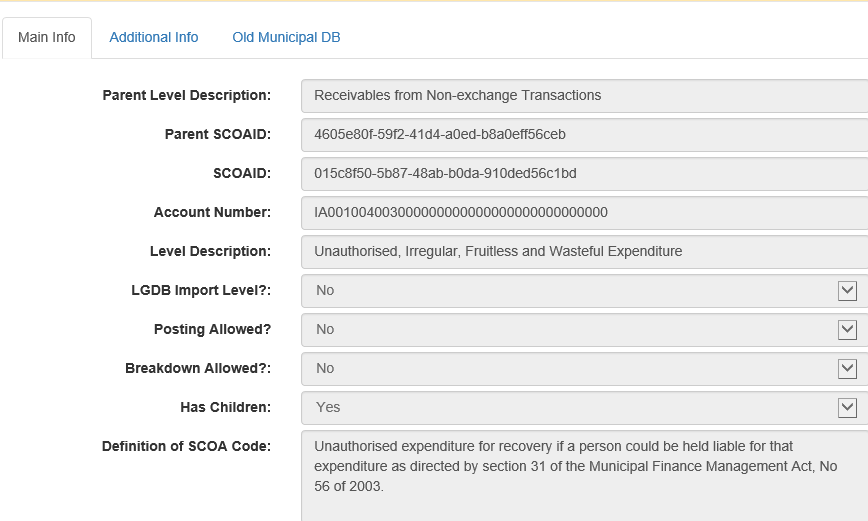 Main Info Additional Info Old Municipal DB
Parent Level Description: Receivables from Non-exchange Transactions
Parent SCOAID: 4605e80f-59f2-41d4-a0ed-b8a0eff56ceb
SCOAID: 015c8f50-5b87-48ab-b0da-910ded56c1bd
Account Number: IA001004003000000000000000000000000000
Level Description: Unauthorised, Irregular, Fruitless and Wasteful Expenditure
LGDB Import Level?: No
Posting Allowed? No
Breakdown Allowed?: No
Has Children: Yes
Definition of SCOA Code: Unauthorised expenditure for recovery if a person could be held liable for that
expenditure as directed by section 31 of the Municipal Finance Management Act, No
56 of 2003.